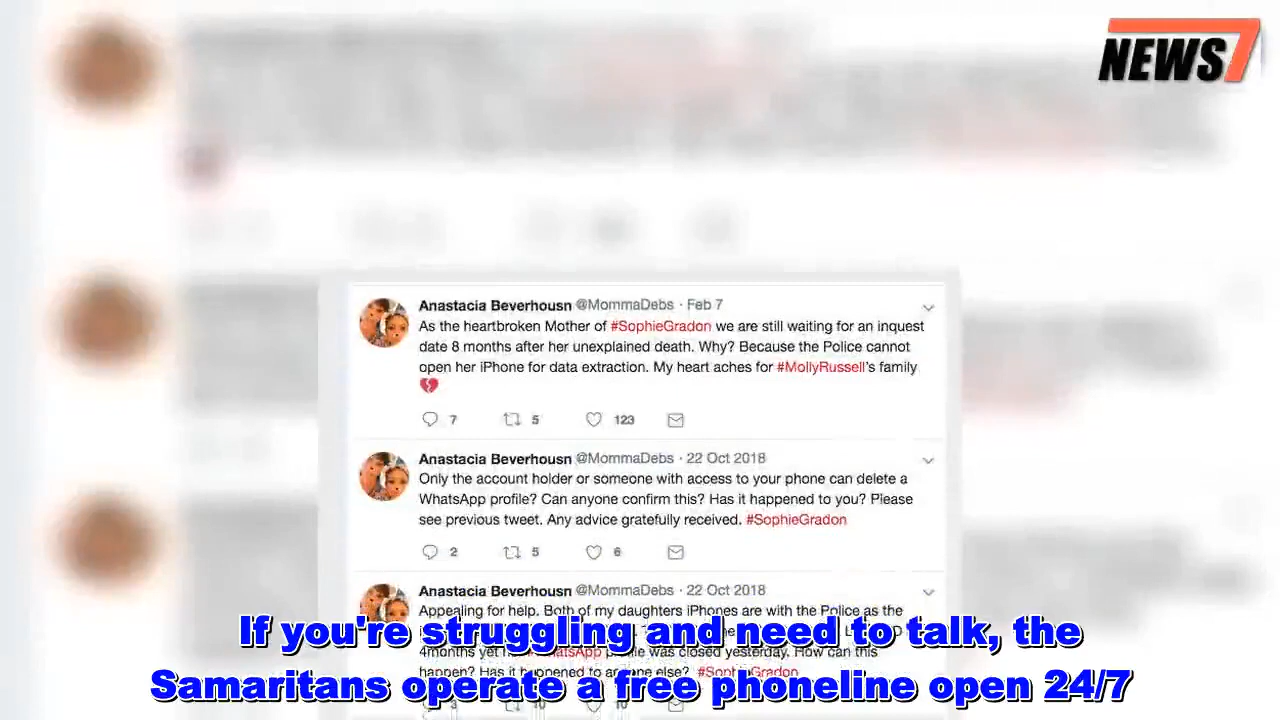 NEWS7
Anastacia Beverhousn @MommaDebs · Feb 7
As the heartbroken Mother of #SophieGradon we are still waiting for an inquest
date 8 months after her unexplained death. Why? Because the Police cannot
open her iPhone for data extraction. My heart aches for #MollyRussell's family
💔
7 5 123
Anastacia Beverhousn @MommaDebs · 22 Oct 2018
Only the account holder or someone with access to your phone can delete a
WhatsApp profile? Can anyone confirm this? Has it happened to you? Please
see previous tweet. Any advice gratefully received. #SophieGradon
2 5 6
Anastacia Beverhousn @MommaDebs · 22 Oct 2018
Appealing for help. Both of my daughters iPhones are with the Police as the
4months yet was closed yesterday. How can this
happen? Has it happened to anyone else? #SophieGradon
If you're struggling and need to talk, the
Samaritans operate a free phoneline open 24/7
3 10 10